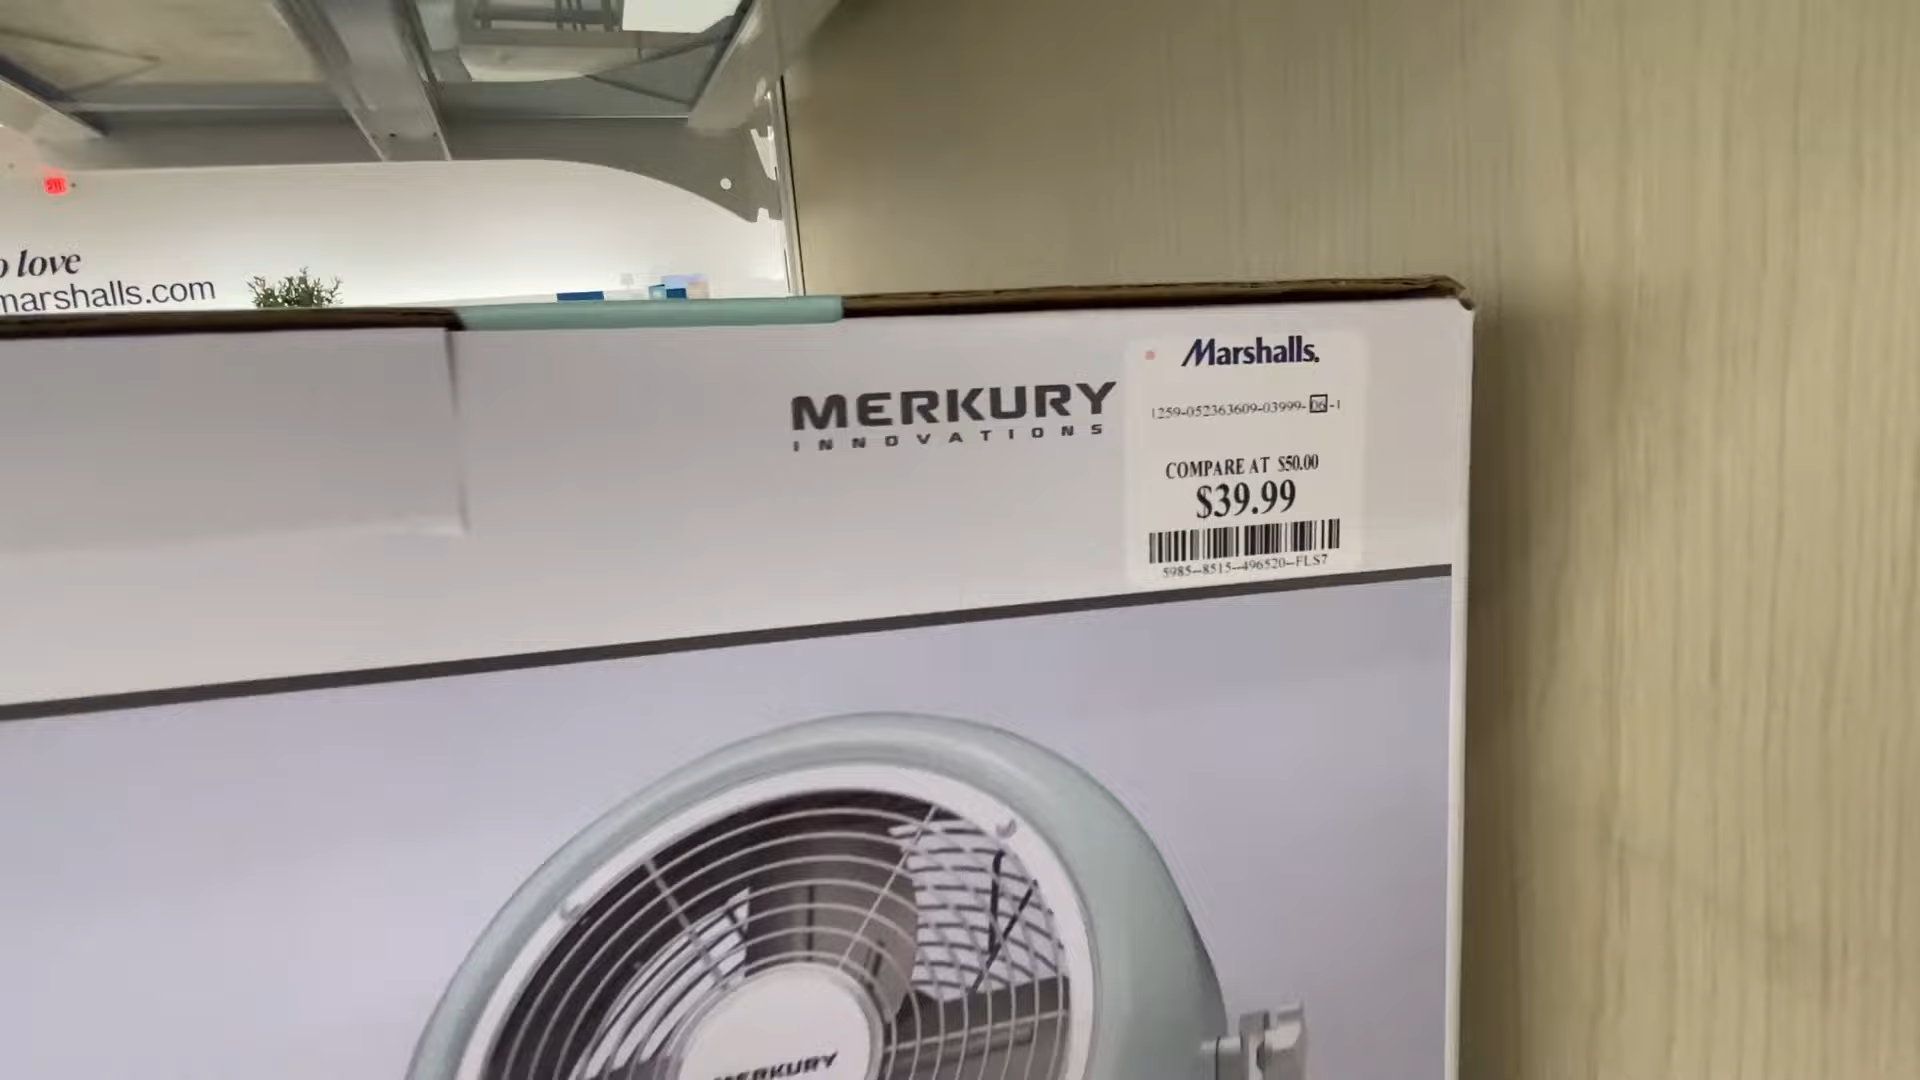 love
marshalls.com
MERKURY
INNOVATIONS
Marshalls.
1259-052363609-03999-06-1
COMPARE AT $50.00
$39.99
5985--8515--496520--FLS7
MERKURY